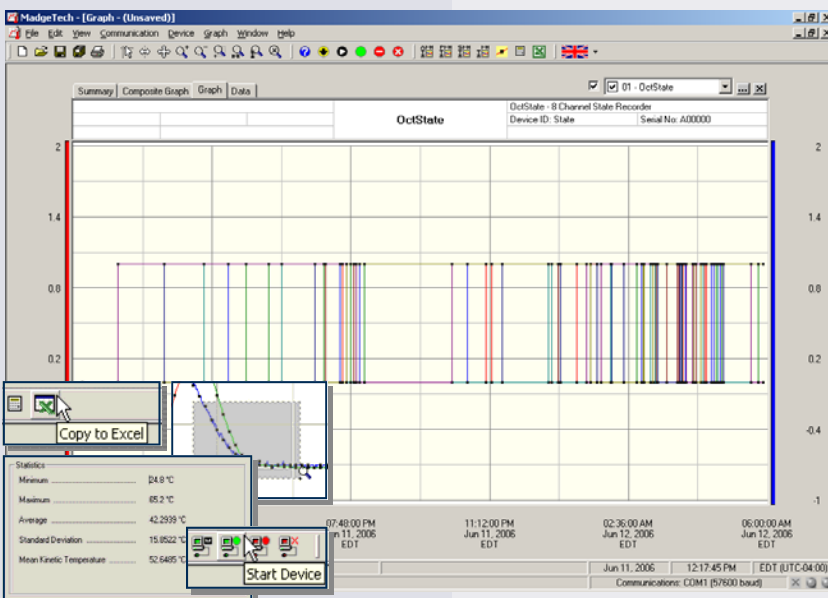 MadgeTech - [Graph - (Unsaved)]
File Edit View Communication Device Graph Window Help
Summary Composite Graph Graph Data
01 - OctState
OctState
OctState - 8 Channel State Recorder
Device ID: State Serial No: A00000
2 2
1.4 1.4
0.8 0.8
0.2 0.2
-0.4
-1
Copy to Excel
Statistics
Minimum 24.8 °C
Maximum 65.2 °C
Average 42.2939 °C
Standard Deviation 15.8522 °C
Mean Kinetic Temperature 52.6485 °C
Start Device
07:48:00 PM 11:12:00 PM 02:36:00 AM 06:00:00 AM
Jun 11, 2006 Jun 11, 2006 Jun 12, 2006 Jun 12, 2006
EDT EDT EDT EDT
Jun 11, 2006 12:17:45 PM EDT (UTC-04:00)
Communications: COM1 (57600 baud)